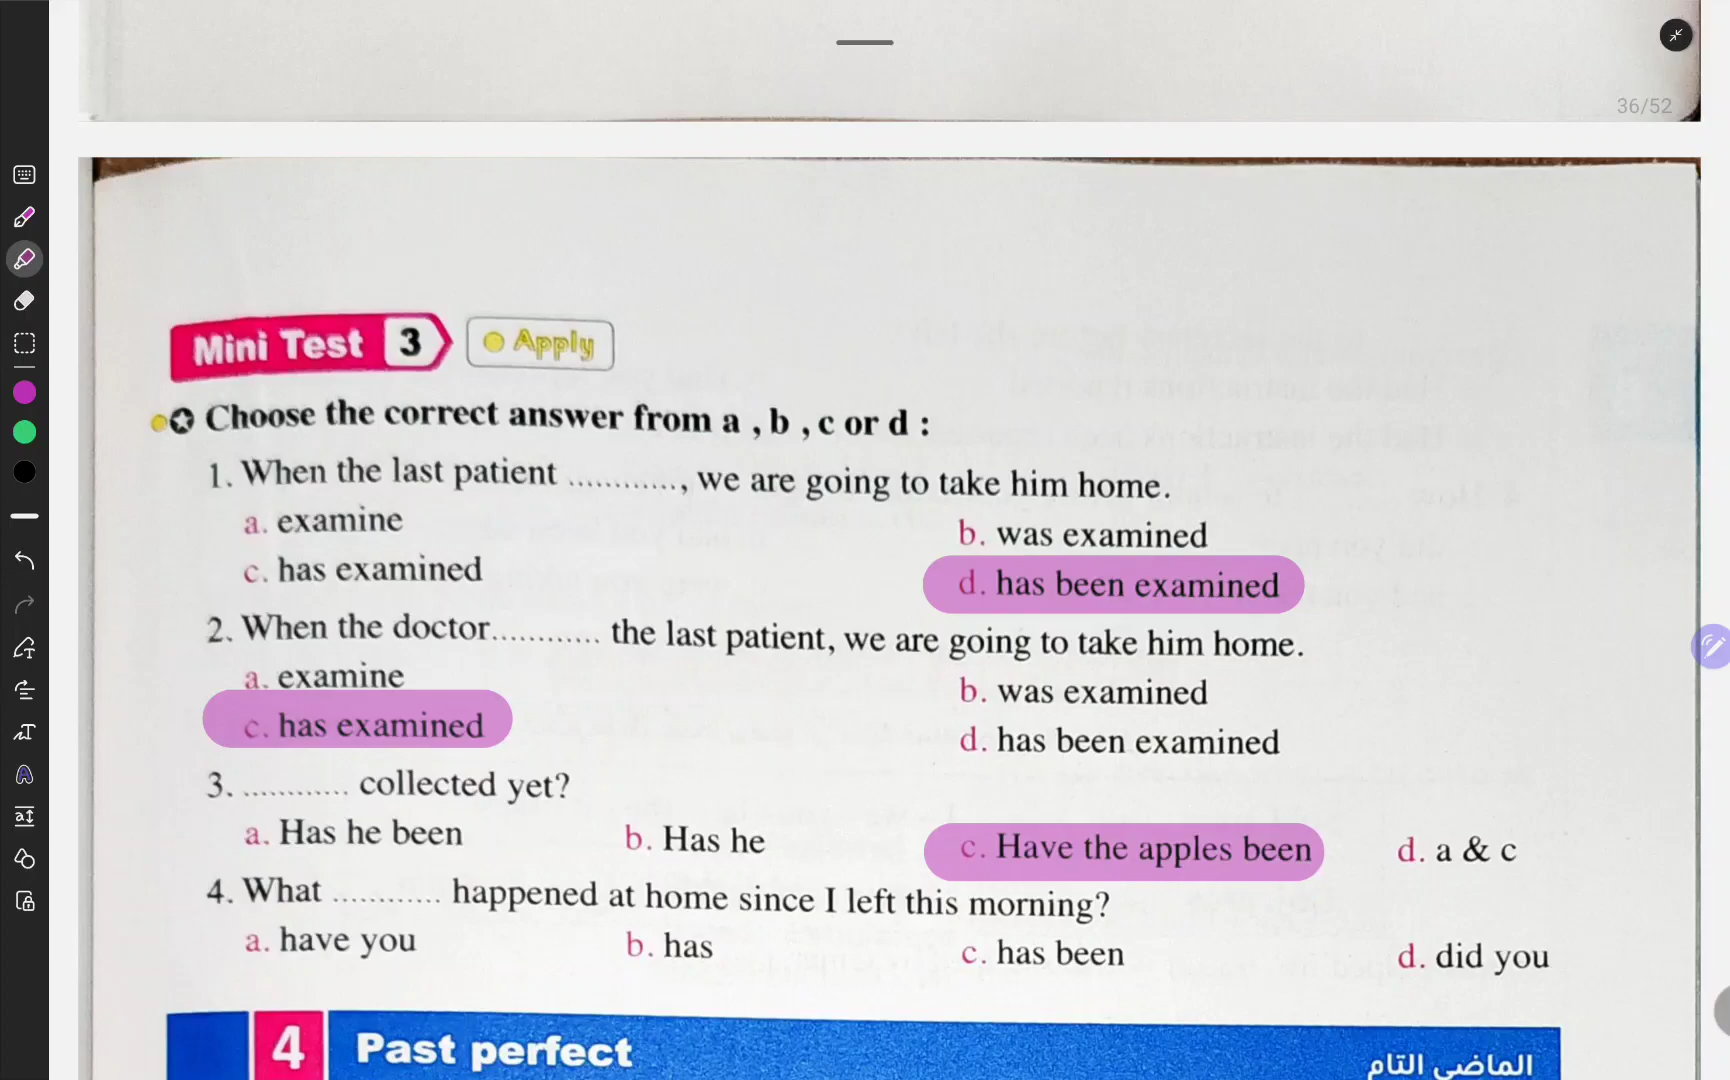 36/52
Mini Test 3 Apply
Choose the correct answer from a , b , c or d :
1. When the last patient ............, we are going to take him home.
a. examine b. was examined
c. has examined d. has been examined
2. When the doctor............ the last patient, we are going to take him home.
a. examine b. was examined
c. has examined d. has been examined
3. ............ collected yet?
a. Has he been b. Has he c. Have the apples been d. a & c
4. What ............ happened at home since I left this morning?
a. have you b. has c. has been d. did you
4 Past perfect الماضي التام